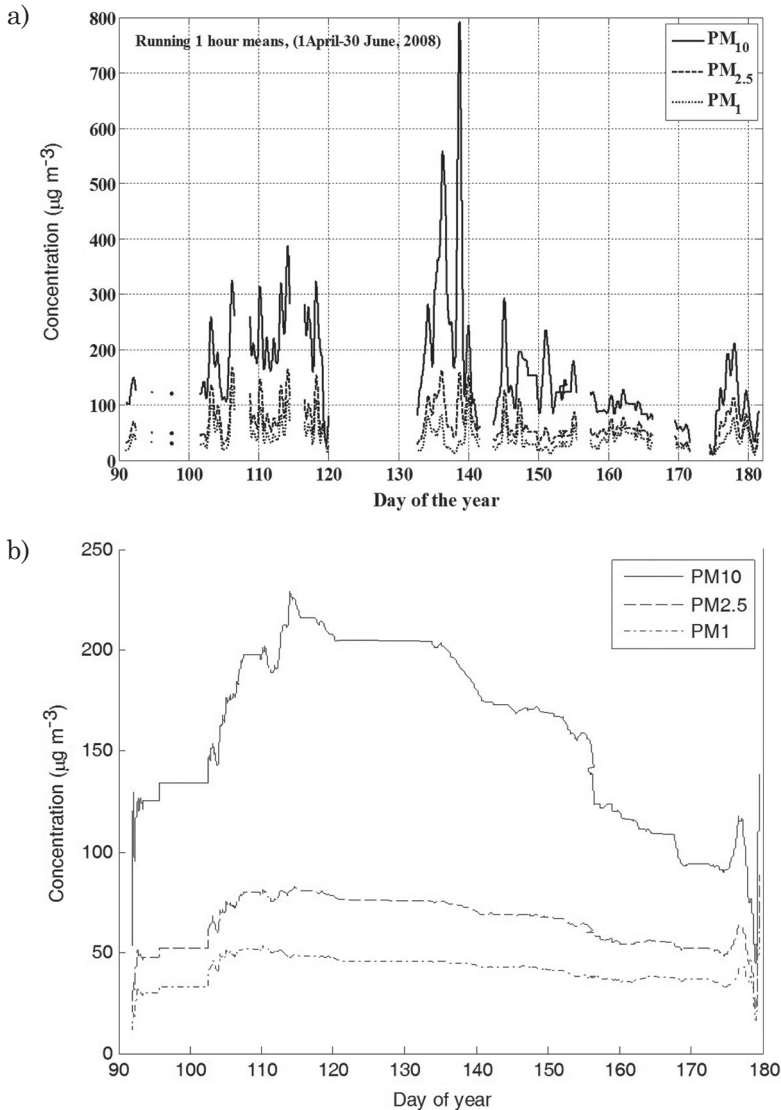 a)
Running 1 hour means, (1April-30 June, 2008)
PM10
PM2.5
PM1
Concentration (μg m-3)
800
700
600
500
400
300
200
100
0
90 100 110 120 130 140 150 160 170 180
Day of the year
b)
PM10
PM2.5
PM1
Concentration (μg m-3)
250
200
150
100
50
0
90 100 110 120 130 140 150 160 170 180
Day of year